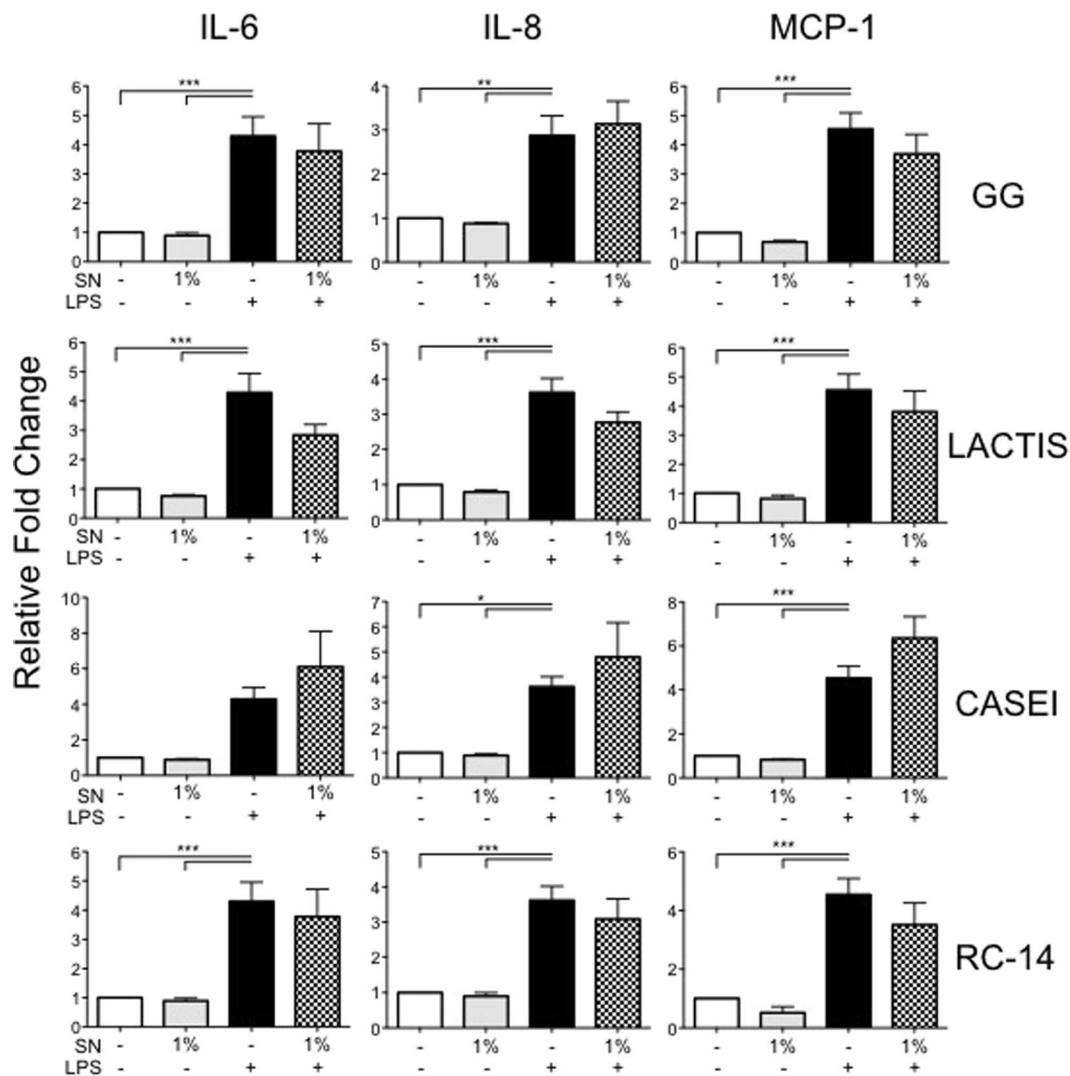 IL-6 IL-8 MCP-1
*** ** ***
6 4 6
5 3 5
4 2 4
3 1 3
2 0 2
1 1
0 0
GG
SN - 1% - 1% - 1% - 1% - 1% - 1%
LPS - - + + - - + + - - + +
Relative Fold Change
*** *** ***
6 5 6
5 4 5
4 3 4
3 2 3
2 1 2
1 0 1
0 0
LACTIS
SN - 1% - 1% - 1% - 1% - 1% - 1%
LPS - - + + - - + + - - + +
* ***
10 7 8
8 6 6
6 5 4
4 4 2
2 3 0
0 2
1
0
CASEI
SN - 1% - 1% - 1% - 1% - 1% - 1%
LPS - - + + - - + + - - + +
*** *** ***
6 5 6
5 4 4
4 3 2
3 2 0
2 1
1 0
0
RC-14
SN - 1% - 1% - 1% - 1% - 1% - 1%
LPS - - + + - - + + - - + +